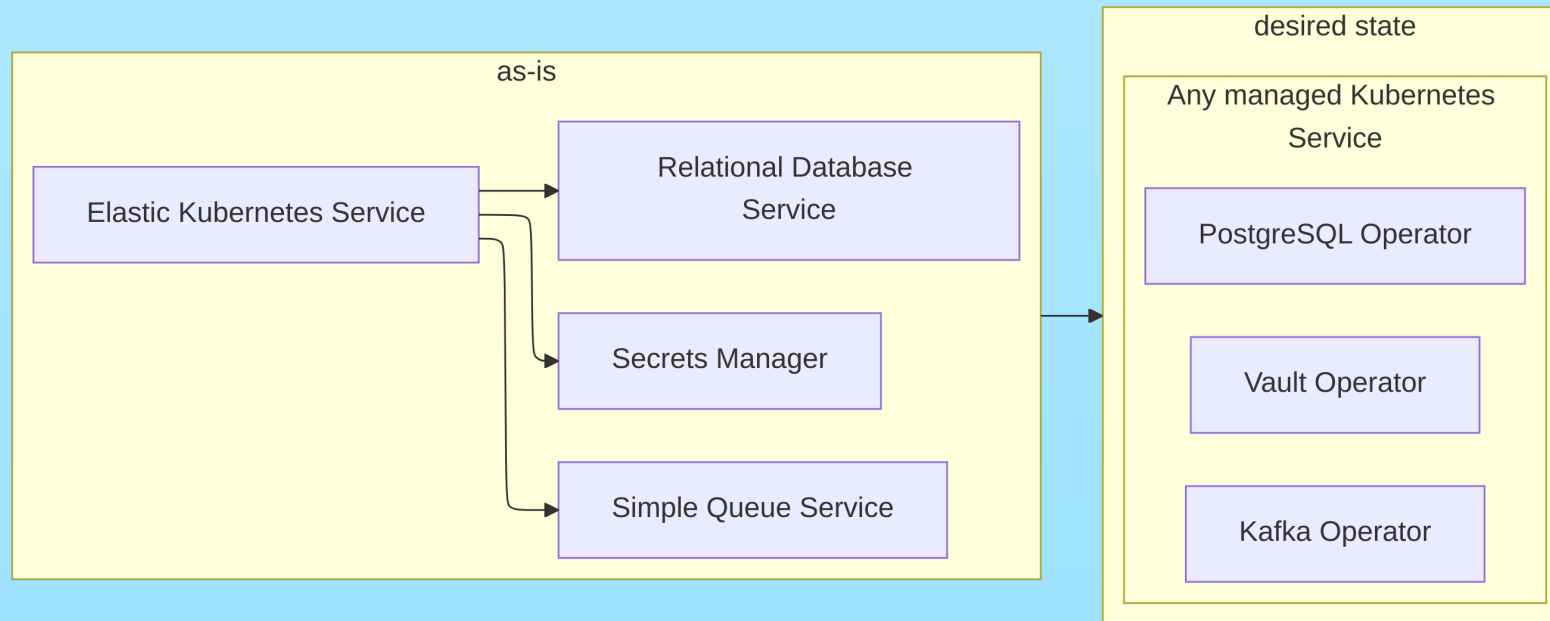 as-is
Elastic Kubernetes Service
Relational Database
Service
Secrets Manager
Simple Queue Service
desired state
Any managed Kubernetes
Service
PostgreSQL Operator
Vault Operator
Kafka Operator